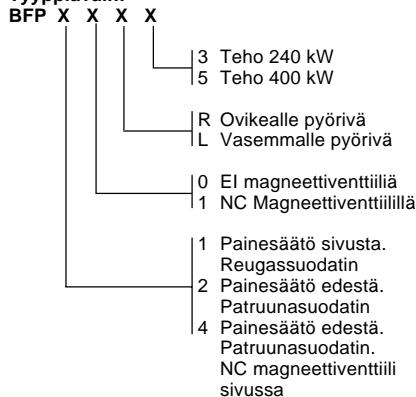 BFP X X X X
3 Teho 240 kW
5 Teho 400 kW
R Ovikealle pyörivä
L Vasemmalle pyörivä
0 EI magneettiventtiiliä
1 NC Magneettiventtiilillä
1 Painesäätö sivusta.
Reugassuodatin
2 Painesäätö edestä.
Patruunasuodatin
4 Painesäätö edestä.
Patruunasuodatin.
NC magneettiventtiili
sivussa